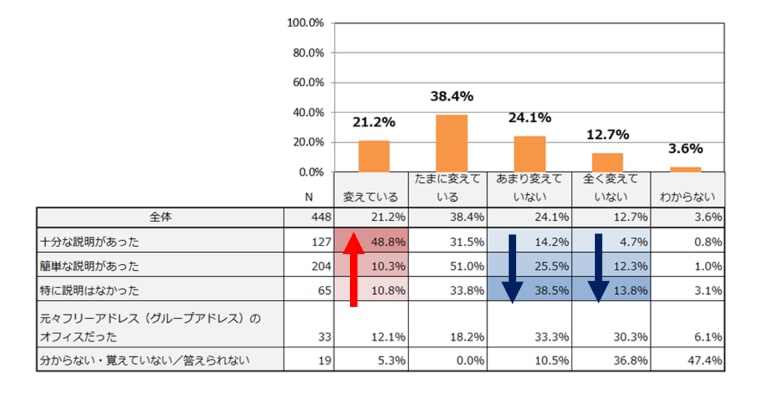 100.0%
80.0%
60.0%
40.0%
20.0%
0.0%
21.2%
38.4%
24.1%
12.7%
3.6%
N 変えている たまに変えて あまり変えて 全く変えて わからない
いる いない いない
全体 448 21.2% 38.4% 24.1% 12.7% 3.6%
十分な説明があった 127 48.8% 31.5% 14.2% 4.7% 0.8%
簡単な説明があった 204 10.3% 51.0% 25.5% 12.3% 1.0%
特に説明はなかった 65 10.8% 33.8% 38.5% 13.8% 3.1%
元々フリーアドレス（グループアドレス）の
オフィスだった 33 12.1% 18.2% 33.3% 30.3% 6.1%
分からない・覚えていない／答えられない 19 5.3% 0.0% 10.5% 36.8% 47.4%